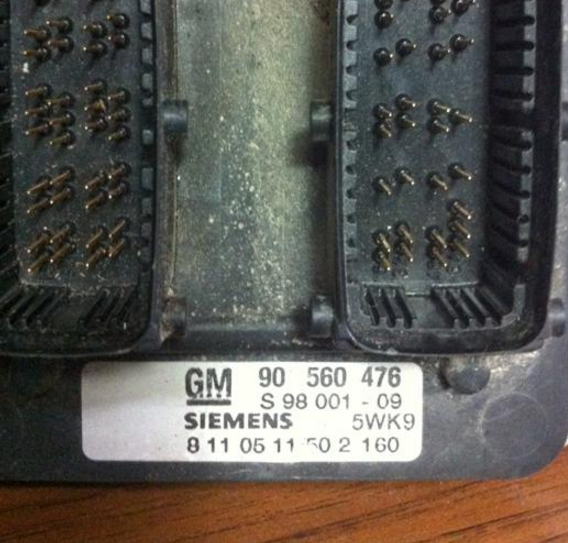 GM 90 560 476
S 98 001 - 09
SIEMENS 5WK9
8 11 05 11 50 2 160